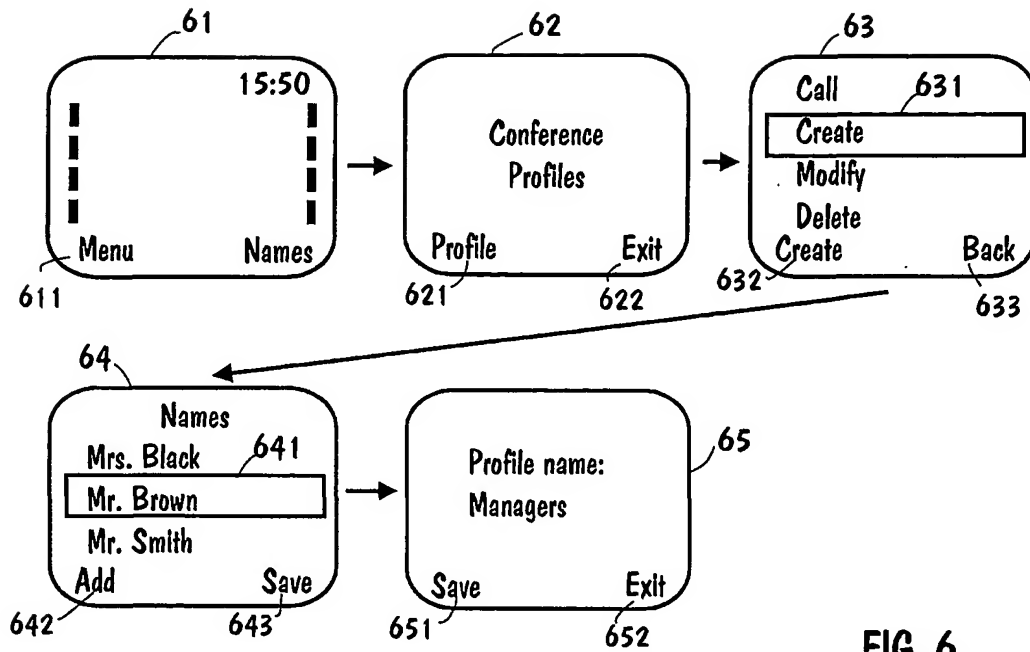 61
15:50
Menu
Names
611
62
Conference
Profiles
Profile
Exit
621
622
63
Call
631
Create
Modify
Delete
Create
Back
632
633
64
Names
Mrs. Black
641
Mr. Brown
Mr. Smith
Add
Save
642
643
65
Profile name:
Managers
Save
Exit
651
652
FIG. 6